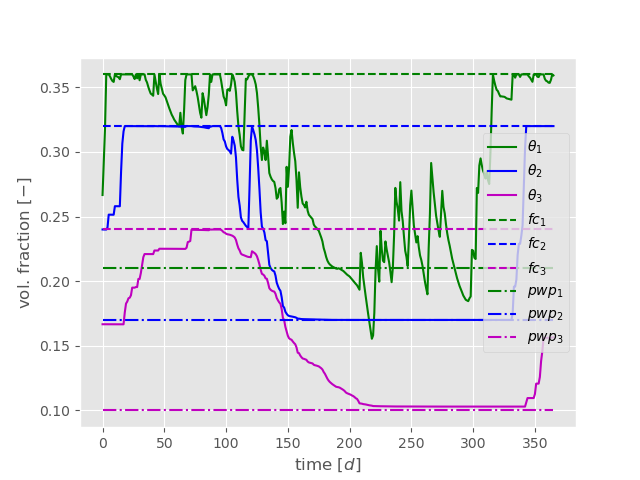 0.35
0.30
0.25
0.20
0.15
0.10
vol. fraction [−]
0 50 100 150 200 250 300 350
time [d]
θ₁
θ₂
θ₃
fc₁
fc₂
fc₃
pwp₁
pwp₂
pwp₃